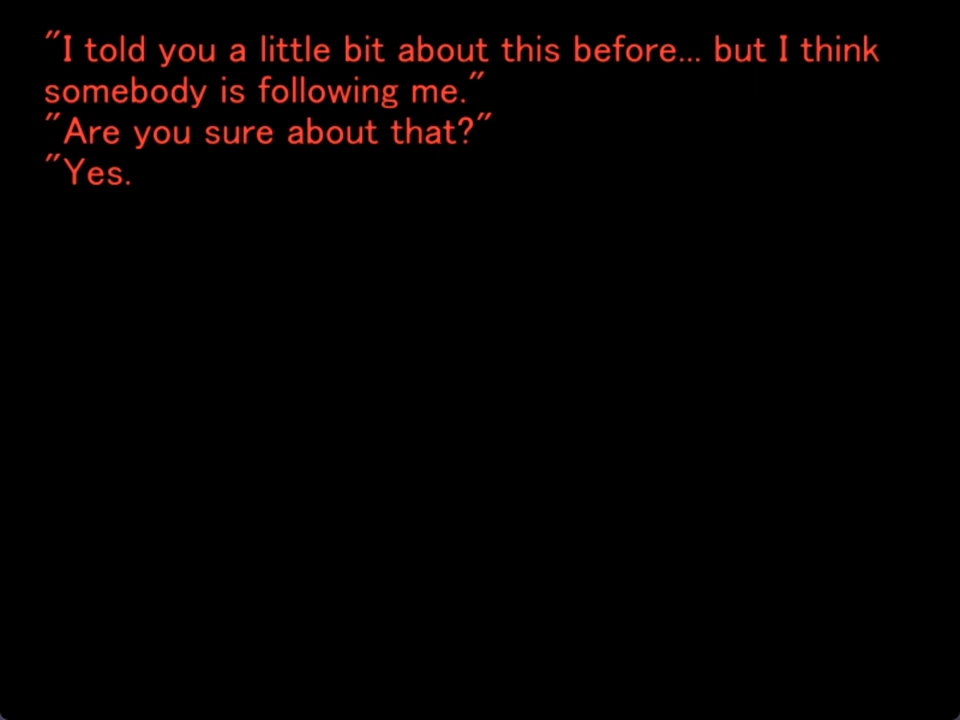 "I told you a little bit about this before... but I think
somebody is following me."
"Are you sure about that?"
"Yes.